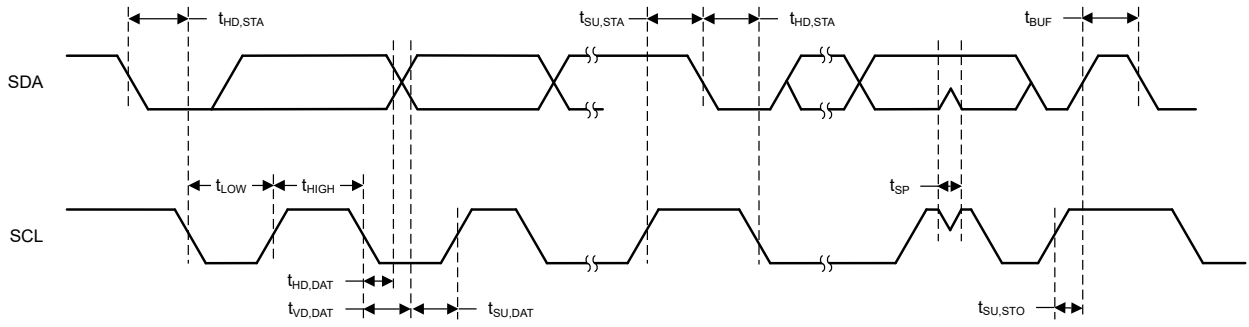 tHD,STA
tSU,STA
tHD,STA
tBUF
SDA
tLOW
tHIGH
tSP
SCL
tHD,DAT
tVD,DAT
tSU,DAT
tSU,STO